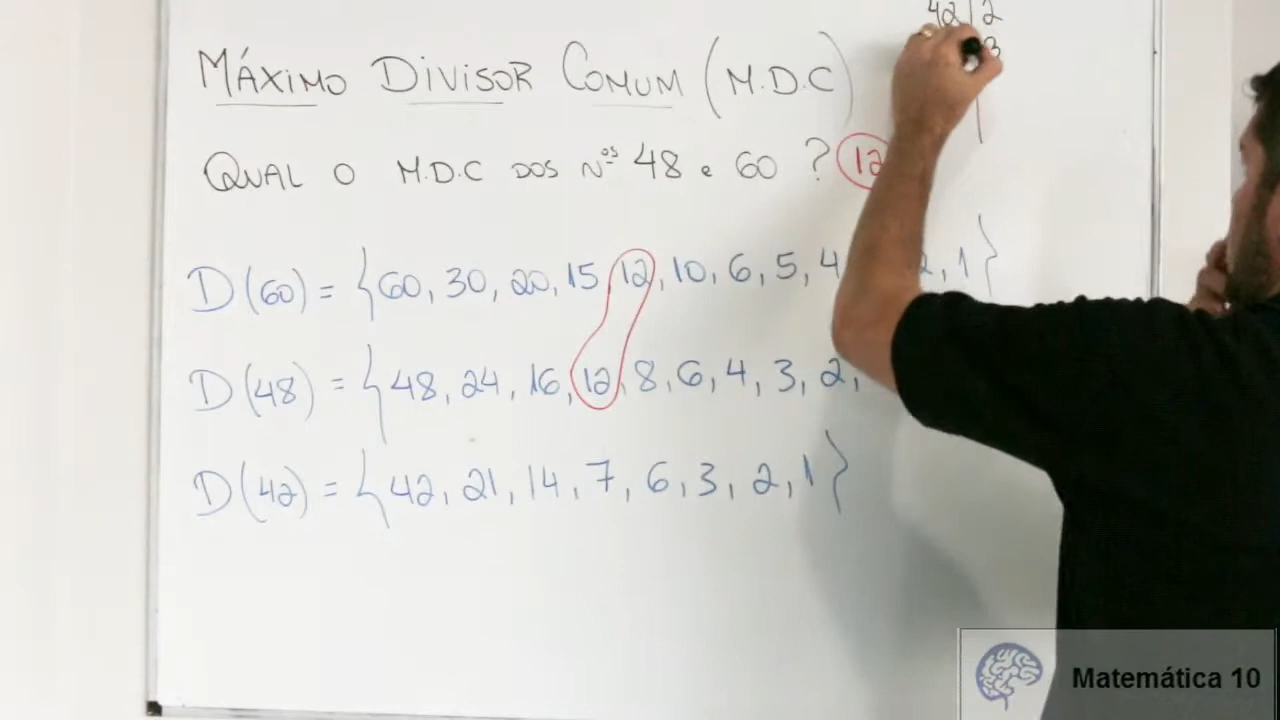 42|2
3
MÁXIMO DIVISOR COMUM (M.D.C)
QUAL O M.D.C DOS Nos 48 e 60 ? 12
D(60) = {60, 30, 20, 15, 12, 10, 6, 5, 4 2, 1}
D(48) = {48, 24, 16, 12, 8, 6, 4, 3, 2,
D(42) = {42, 21, 14, 7, 6, 3, 2, 1}
Matemática 10